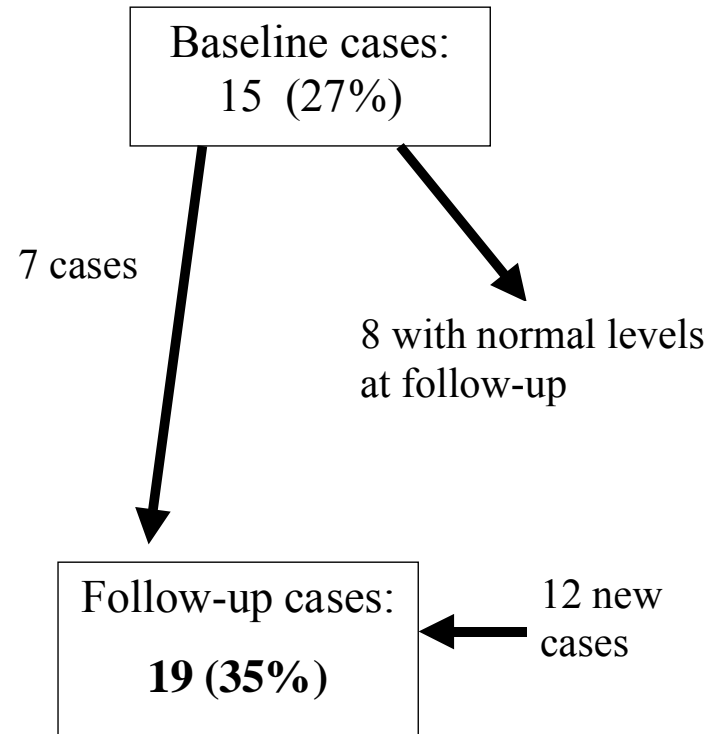 Baseline cases:
15 (27%)
7 cases
8 with normal levels
at follow-up
Follow-up cases:
19 (35%)
12 new
cases